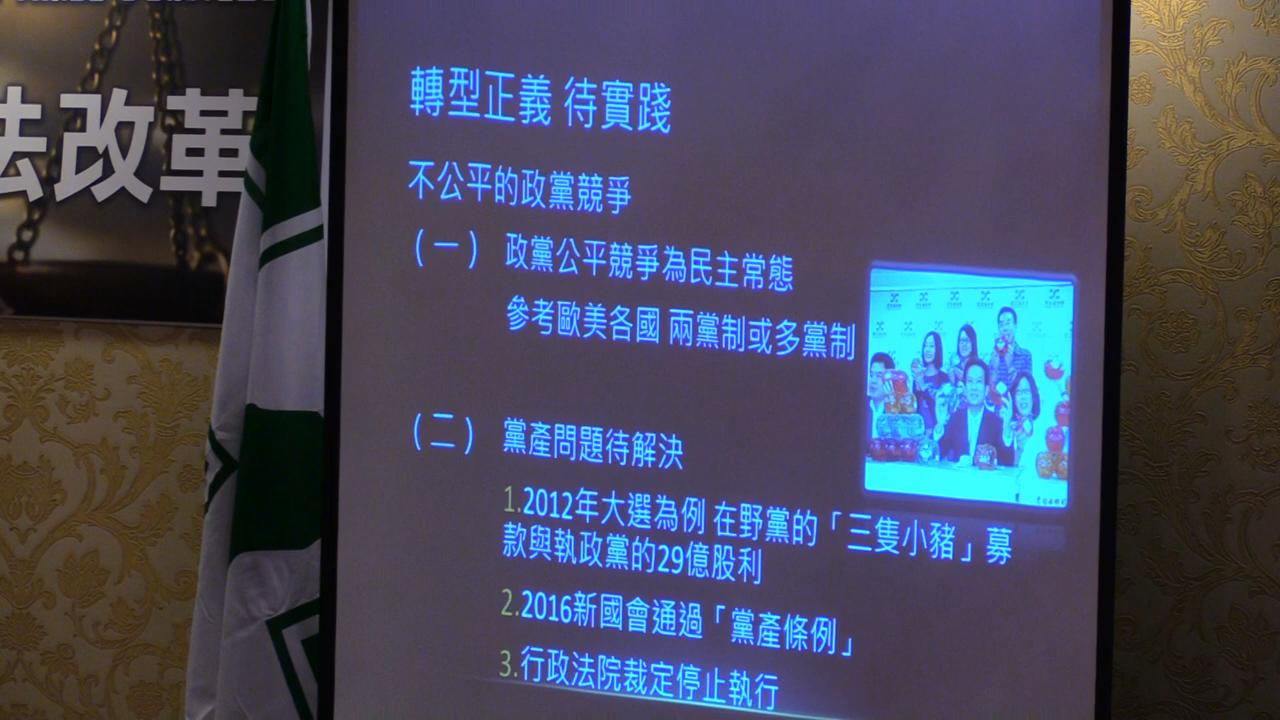 法改革
轉型正義 待實踐
不公平的政黨競爭
(一) 政黨公平競爭為民主常態
參考歐美各國 兩黨制或多黨制
(二) 黨產問題待解決
1.2012年大選為例 在野黨的「三隻小豬」募
款與執政黨的29億股利
2.2016新國會通過「黨產條例」
3.行政法院裁定停止執行